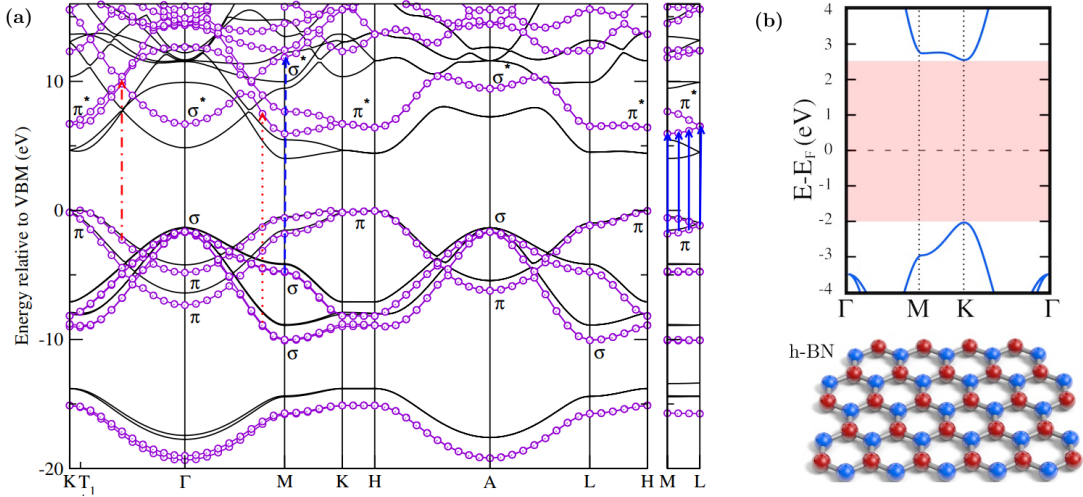 (a)
Energy relative to VBM (eV)
10
0
-10
-20
π*
σ*
σ*
π*
σ*
π*
π*
π
σ
π
π
σ
σ
π
σ
π
σ
π
K T₁ Γ M K H A L H M L
(b)
E-E_F (eV)
4
3
2
1
0
-1
-2
-3
-4
Γ M K Γ
h-BN